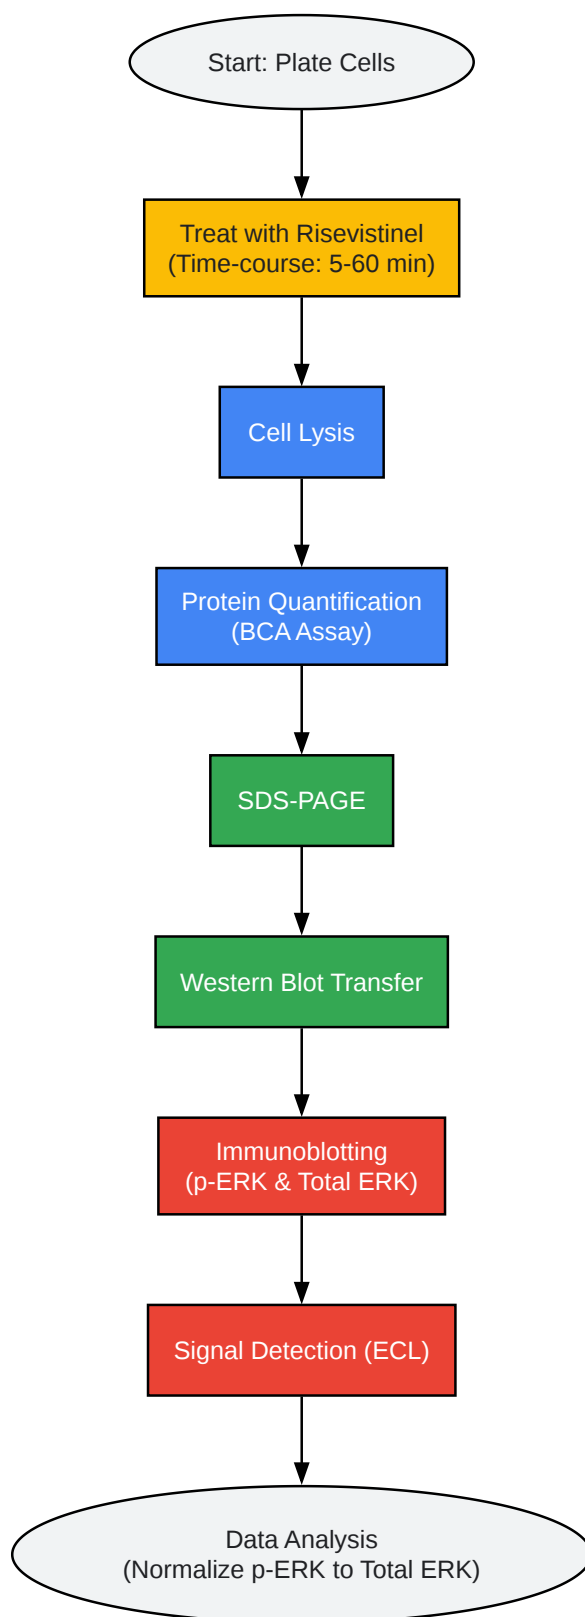 Start: Plate Cells
Treat with Risevistinel
(Time-course: 5-60 min)
Cell Lysis
Protein Quantification
(BCA Assay)
SDS-PAGE
Western Blot Transfer
Immunoblotting
(p-ERK & Total ERK)
Signal Detection (ECL)
Data Analysis
(Normalize p-ERK to Total ERK)